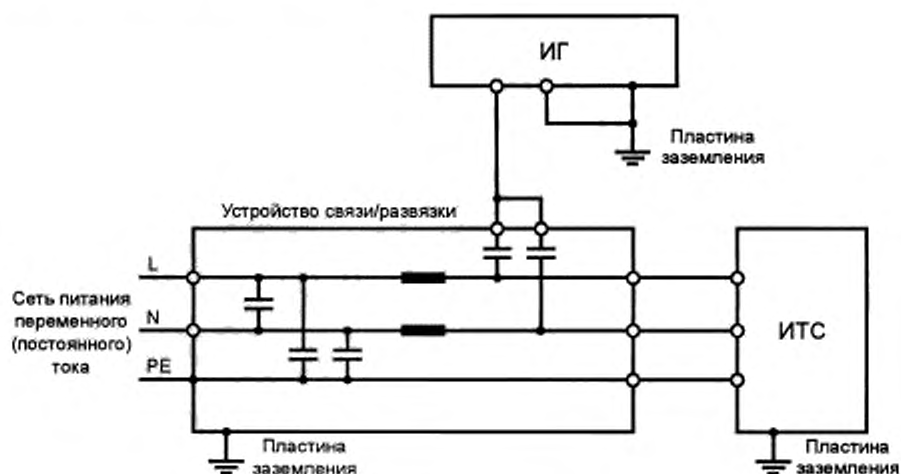 ИГ
Пластина
заземления
Устройство связи/развязки
L
Сеть питания
переменного
(постоянного)
тока
N
PE
ИТС
Пластина
заземления
Пластина
заземления